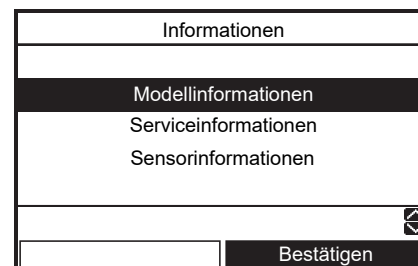 Informationen
Modellinformationen
Serviceinformationen
Sensorinformationen
Bestätigen